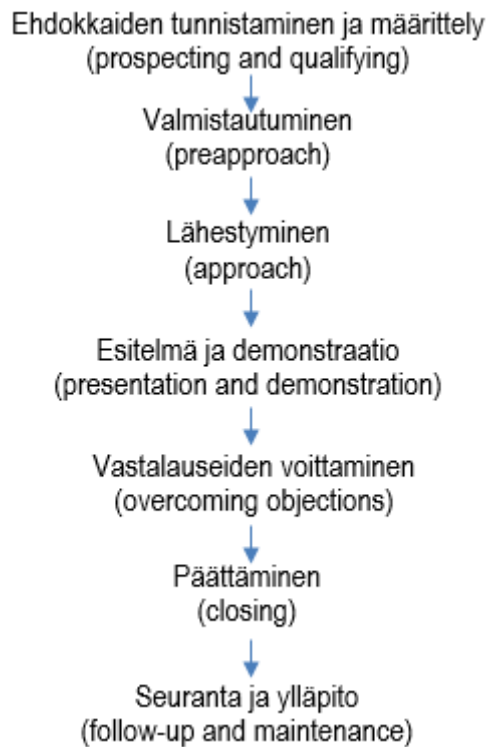 Ehdokkaiden tunnistaminen ja määrittely
(prospecting and qualifying)
Valmistautuminen
(preapproach)
Lähestyminen
(approach)
Esitelmä ja demonstraatio
(presentation and demonstration)
Vastalauseiden voittaminen
(overcoming objections)
Päättäminen
(closing)
Seuranta ja ylläpito
(follow-up and maintenance)